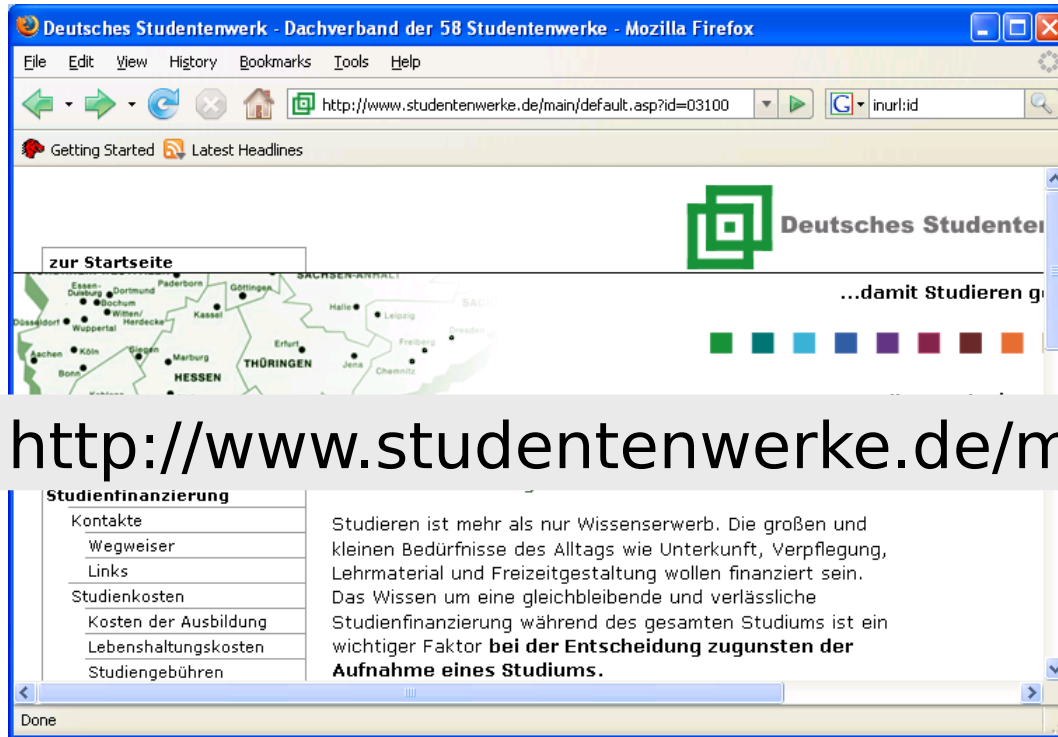 Deutsches Studentenwerk - Dachverband der 58 Studentenwerke - Mozilla Firefox
File Edit View History Bookmarks Tools Help
http://www.studentenwerke.de/main/default.asp?id=03100 G inurl:id
Getting Started Latest Headlines
Deutsches Studenten
zur Startseite
...damit Studieren g
SACHSEN-ANHALT
Essen- Duisburg Dortmund Paderborn Göttingen
Bochum Witten/ Herdecke Kassel Halle Leipzig
Düsseldorf Wuppertal Dresden
Aachen Köln Siegen Marburg Erfurt Freiberg
Bonn HESSEN THÜRINGEN Jena Chemnitz
http://www.studentenwerke.de/m
Studienfinanzierung
Kontakte
Wegweiser
Links
Studienkosten
Kosten der Ausbildung
Lebenshaltungskosten
Studiengebühren
Studieren ist mehr als nur Wissenserwerb. Die großen und
kleinen Bedürfnisse des Alltags wie Unterkunft, Verpflegung,
Lehrmaterial und Freizeitgestaltung wollen finanziert sein.
Das Wissen um eine gleichbleibende und verlässliche
Studienfinanzierung während des gesamten Studiums ist ein
wichtiger Faktor bei der Entscheidung zugunsten der
Aufnahme eines Studiums.
Done